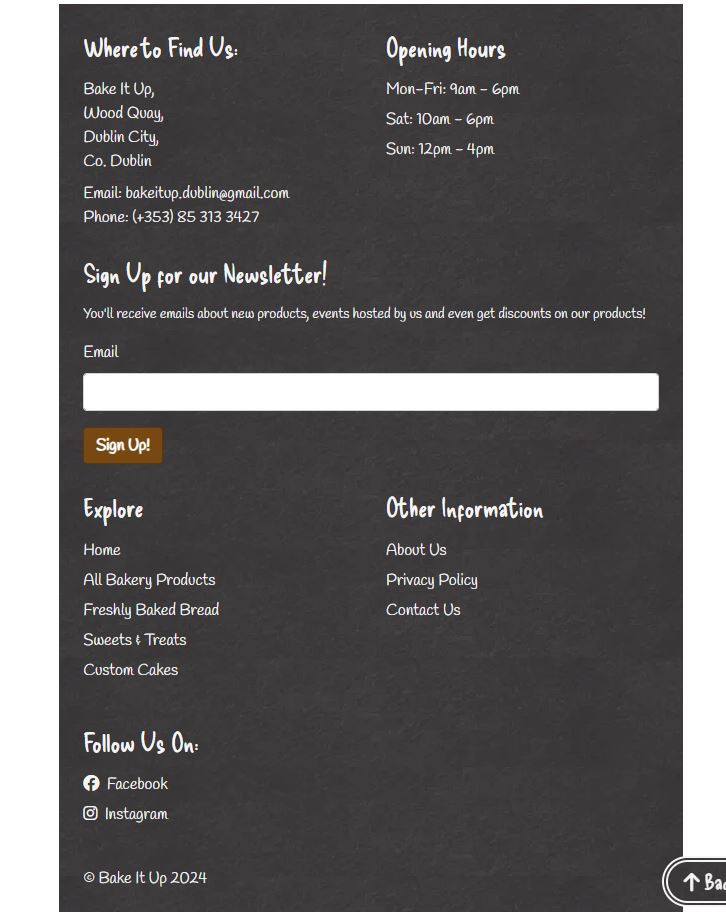 Where to Find Us:
Bake It Up,
Wood Quay,
Dublin City,
Co. Dublin
Email: bakeitup.dublin@gmail.com
Phone: (+353) 85 313 3427
Opening Hours
Mon-Fri: 9am - 6pm
Sat: 10am - 6pm
Sun: 12pm - 4pm
Sign Up for our Newsletter!
You'll receive emails about new products, events hosted by us and even get discounts on our products!
Email
Sign Up!
Explore
Home
All Bakery Products
Freshly Baked Bread
Sweets & Treats
Custom Cakes
Other Information
About Us
Privacy Policy
Contact Us
Follow Us On:
Facebook
Instagram
© Bake It Up 2024